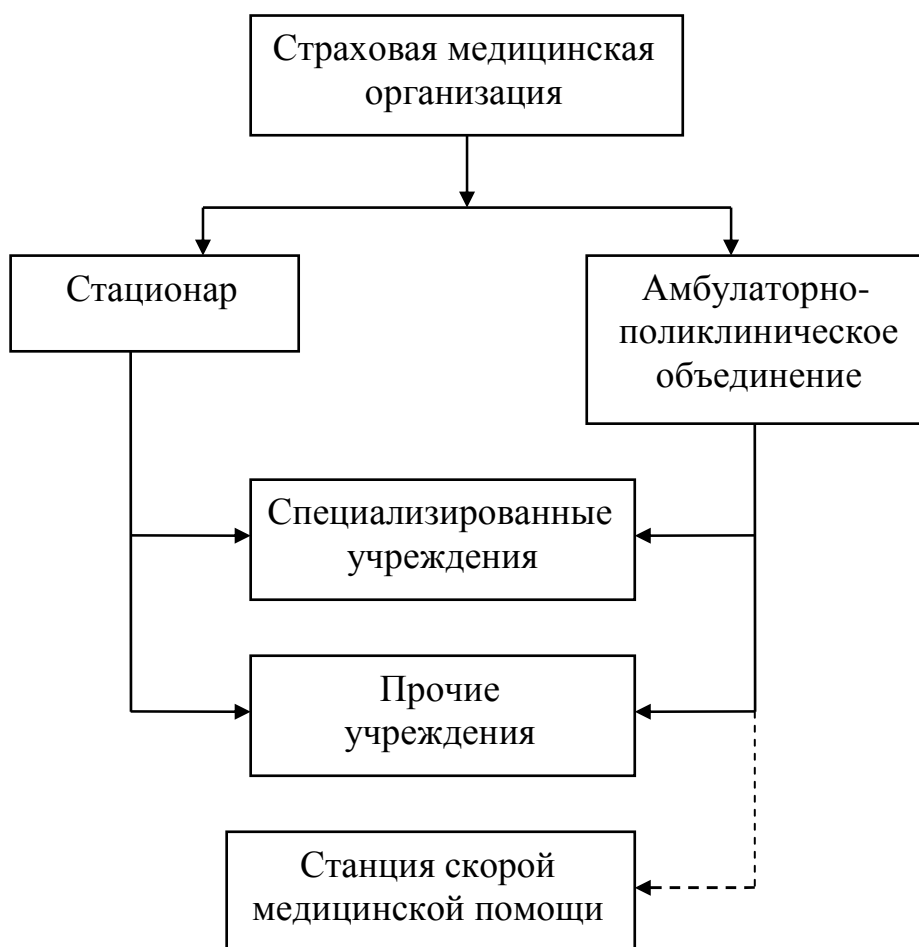 Страховая медицинская
организация
Стационар
Амбулаторно-
поликлиническое
объединение
Специализированные
учреждения
Прочие
учреждения
Станция скорой
медицинской помощи